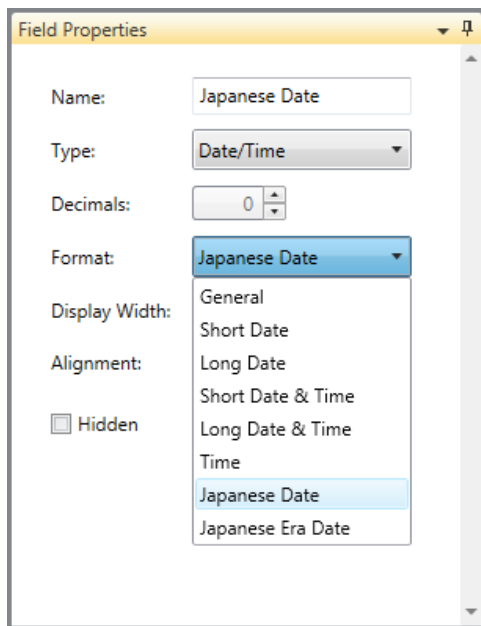 Field Properties
Name: Japanese Date
Type: Date/Time
Decimals: 0
Format: Japanese Date
General
Display Width:
Short Date
Long Date
Alignment:
Short Date & Time
Hidden
Long Date & Time
Time
Japanese Date
Japanese Era Date